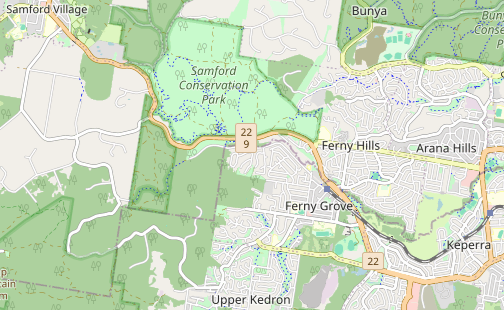 Samford Village
Bunya
Samford
Conservation
Park
22
9
Ferny Hills
Arana Hills
Ferny Grove
Keperra
22
Upper Kedron